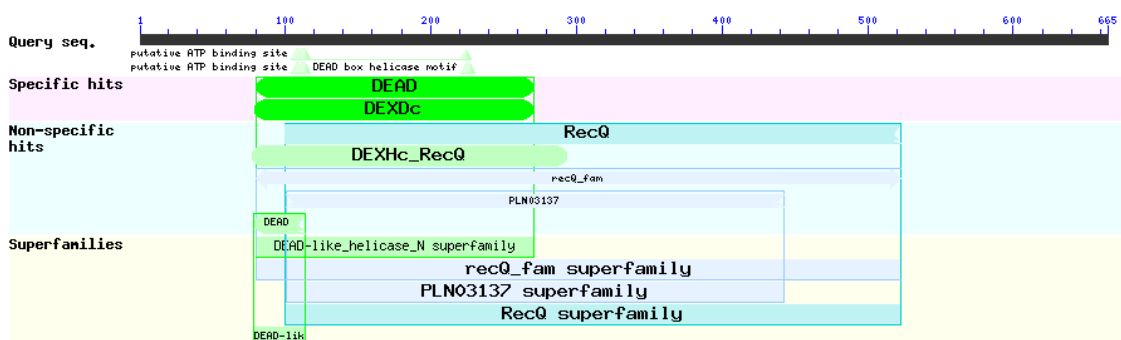 1 100 200 300 400 500 600 665
Query seq.
putative ATP binding site
putative ATP binding site DEAD box helicase motif
Specific hits DEAD
DEXDc
Non-specific hits RecQ
DEXHc_RecQ
recQ_fam
PLN03137
DEAD
Superfamilies DEAD-like_helicase_N superfamily
recQ_fam superfamily
PLN03137 superfamily
RecQ superfamily
DEAD-lik